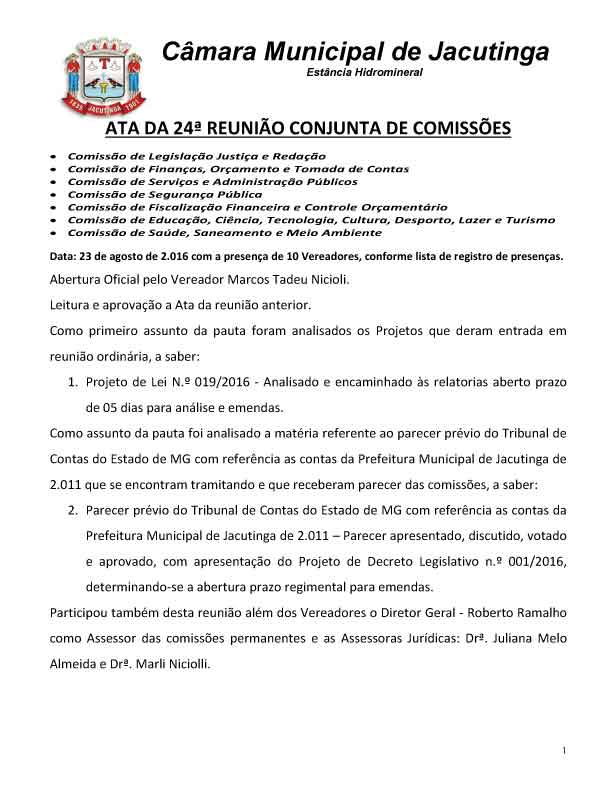 Câmara Municipal de Jacutinga
Estância Hidromineral
1835 JACUTINGA 1901
ATA DA 24ª REUNIÃO CONJUNTA DE COMISSÕES
• Comissão de Legislação Justiça e Redação
• Comissão de Finanças, Orçamento e Tomada de Contas
• Comissão de Serviços e Administração Públicos
• Comissão de Segurança Pública
• Comissão de Fiscalização Financeira e Controle Orçamentário
• Comissão de Educação, Ciência, Tecnologia, Cultura, Desporto, Lazer e Turismo
• Comissão de Saúde, Saneamento e Meio Ambiente
Data: 23 de agosto de 2.016 com a presença de 10 Vereadores, conforme lista de registro de presenças.
Abertura Oficial pelo Vereador Marcos Tadeu Nicioli.
Leitura e aprovação a Ata da reunião anterior.
Como primeiro assunto da pauta foram analisados os Projetos que deram entrada em
reunião ordinária, a saber:
1. Projeto de Lei N.º 019/2016 - Analisado e encaminhado às relatorias aberto prazo
de 05 dias para análise e emendas.
Como assunto da pauta foi analisado a matéria referente ao parecer prévio do Tribunal de
Contas do Estado de MG com referência as contas da Prefeitura Municipal de Jacutinga de
2.011 que se encontram tramitando e que receberam parecer das comissões, a saber:
2. Parecer prévio do Tribunal de Contas do Estado de MG com referência as contas da
Prefeitura Municipal de Jacutinga de 2.011 – Parecer apresentado, discutido, votado
e aprovado, com apresentação do Projeto de Decreto Legislativo n.º 001/2016,
determinando-se a abertura prazo regimental para emendas.
Participou também desta reunião além dos Vereadores o Diretor Geral - Roberto Ramalho
como Assessor das comissões permanentes e as Assessoras Jurídicas: Drª. Juliana Melo
Almeida e Drª. Marli Niciolli.
1